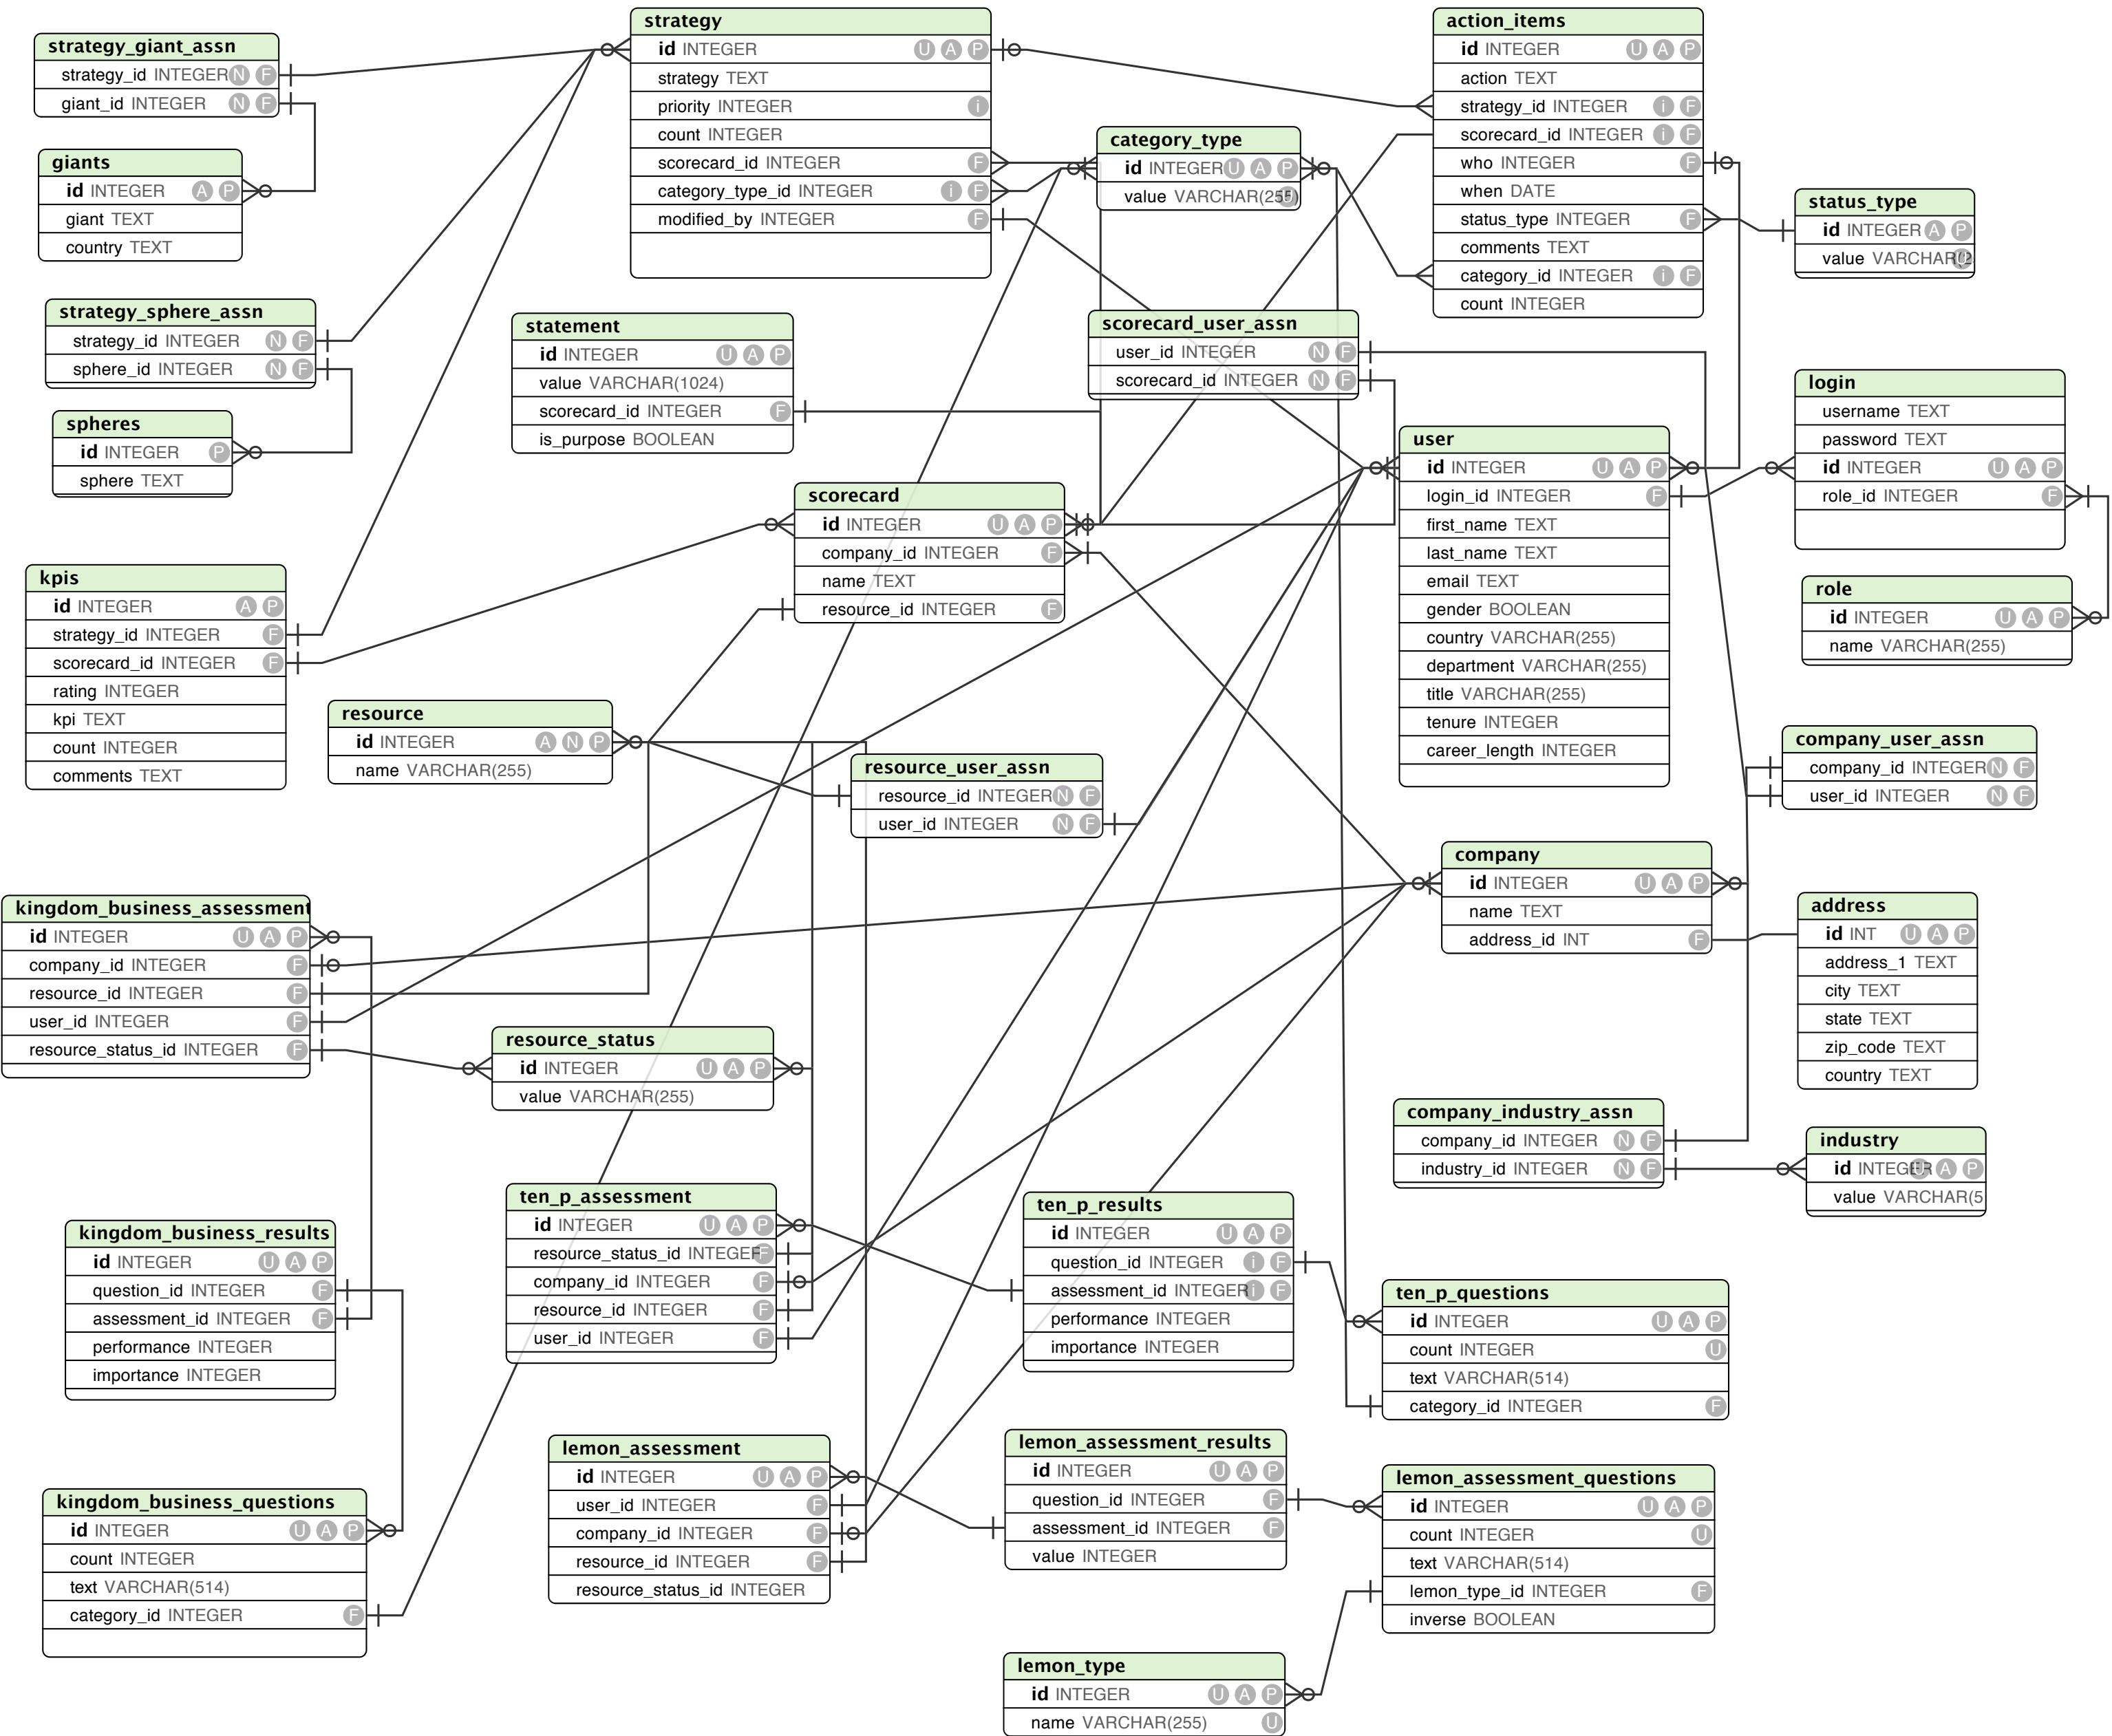 strategy_giant_assn
strategy_id INTEGER N F
giant_id INTEGER N F
giants
id INTEGER A P
giant TEXT
country TEXT
strategy_sphere_assn
strategy_id INTEGER N F
sphere_id INTEGER N F
spheres
id INTEGER P
sphere TEXT
kpis
id INTEGER A P
strategy_id INTEGER F
scorecard_id INTEGER F
rating INTEGER
kpi TEXT
count INTEGER
comments TEXT
strategy
id INTEGER U A P
strategy TEXT
priority INTEGER i
count INTEGER
scorecard_id INTEGER F
category_type_id INTEGER i F
modified_by INTEGER F
statement
id INTEGER U A P
value VARCHAR(1024)
scorecard_id INTEGER F
is_purpose BOOLEAN
scorecard
id INTEGER U A P
company_id INTEGER F
name TEXT
resource_id INTEGER F
category_type
id INTEGER U A P
value VARCHAR(255)
scorecard_user_assn
user_id INTEGER N F
scorecard_id INTEGER N F
action_items
id INTEGER U A P
action TEXT
strategy_id INTEGER i F
scorecard_id INTEGER i F
who INTEGER F
when DATE
status_type INTEGER F
comments TEXT
category_id INTEGER i F
count INTEGER
status_type
id INTEGER A P
value
login
username TEXT
password TEXT
id INTEGER U A P
role_id INTEGER F
role
id INTEGER U A P
name VARCHAR(255)
user
id INTEGER U A P
login_id INTEGER F
first_name TEXT
last_name TEXT
email TEXT
gender BOOLEAN
country VARCHAR(255)
department VARCHAR(255)
title VARCHAR(255)
tenure INTEGER
career_length INTEGER
resource
id INTEGER A N P
name VARCHAR(255)
resource_user_assn
resource_id INTEGER N F
user_id INTEGER N F
company_user_assn
company_id INTEGER N F
user_id INTEGER N F
company
id INTEGER U A P
name TEXT
address_id INT F
address
id INT U A P
address_1 TEXT
city TEXT
state TEXT
zip_code TEXT
country TEXT
kingdom_business_assessment
id INTEGER U A P
company_id INTEGER F
resource_id INTEGER F
user_id INTEGER F
resource_status_id INTEGER F
resource_status
id INTEGER U A P
value VARCHAR(255)
company_industry_assn
company_id INTEGER N F
industry_id INTEGER N F
industry
id INTEGER U A P
value VARCHAR(5
ten_p_assessment
id INTEGER U A P
resource_status_id INTEGER F
company_id INTEGER F
resource_id INTEGER F
user_id INTEGER F
ten_p_results
id INTEGER U A P
question_id INTEGER i F
assessment_id INTEGER i F
performance INTEGER
importance INTEGER
ten_p_questions
id INTEGER U A P
count INTEGER U
text VARCHAR(514)
category_id INTEGER F
kingdom_business_results
id INTEGER U A P
question_id INTEGER F
assessment_id INTEGER F
performance INTEGER
importance INTEGER
kingdom_business_questions
id INTEGER U A P
count INTEGER
text VARCHAR(514)
category_id INTEGER F
lemon_assessment
id INTEGER U A P
user_id INTEGER F
company_id INTEGER F
resource_id INTEGER F
resource_status_id INTEGER
lemon_assessment_results
id INTEGER U A P
question_id INTEGER F
assessment_id INTEGER F
value INTEGER
lemon_assessment_questions
id INTEGER U A P
count INTEGER U
text VARCHAR(514)
lemon_type_id INTEGER F
inverse BOOLEAN
lemon_type
id INTEGER U A P
name VARCHAR(255) U